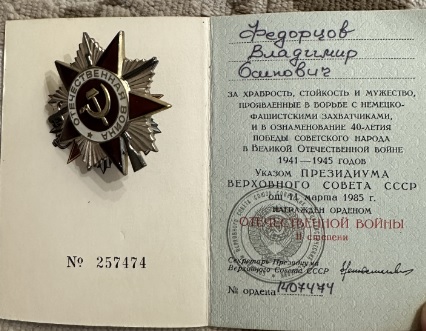 ОТЕЧЕСТВЕННАЯ ВОЙНА
№ 257474
Федорцов
Владимир
Осипович
ЗА ХРАБРОСТЬ, СТОЙКОСТЬ И МУЖЕСТВО,
ПРОЯВЛЕННЫЕ В БОРЬБЕ С НЕМЕЦКО-
ФАШИСТСКИМИ ЗАХВАТЧИКАМИ,
И В ОЗНАМЕНОВАНИЕ 40-ЛЕТИЯ
ПОБЕДЫ СОВЕТСКОГО НАРОДА
В ВЕЛИКОЙ ОТЕЧЕСТВЕННОЙ ВОЙНЕ
1941—1945 ГОДОВ
УКАЗОМ ПРЕЗИДИУМА
ВЕРХОВНОГО СОВЕТА СССР
от 11 марта 1985 г.
НАГРАЖДЕН ОРДЕНОМ
ОТЕЧЕСТВЕННОЙ ВОЙНЫ
II степени
Секретарь Президиума
Верховного Совета СССР
№ ордена 1407474